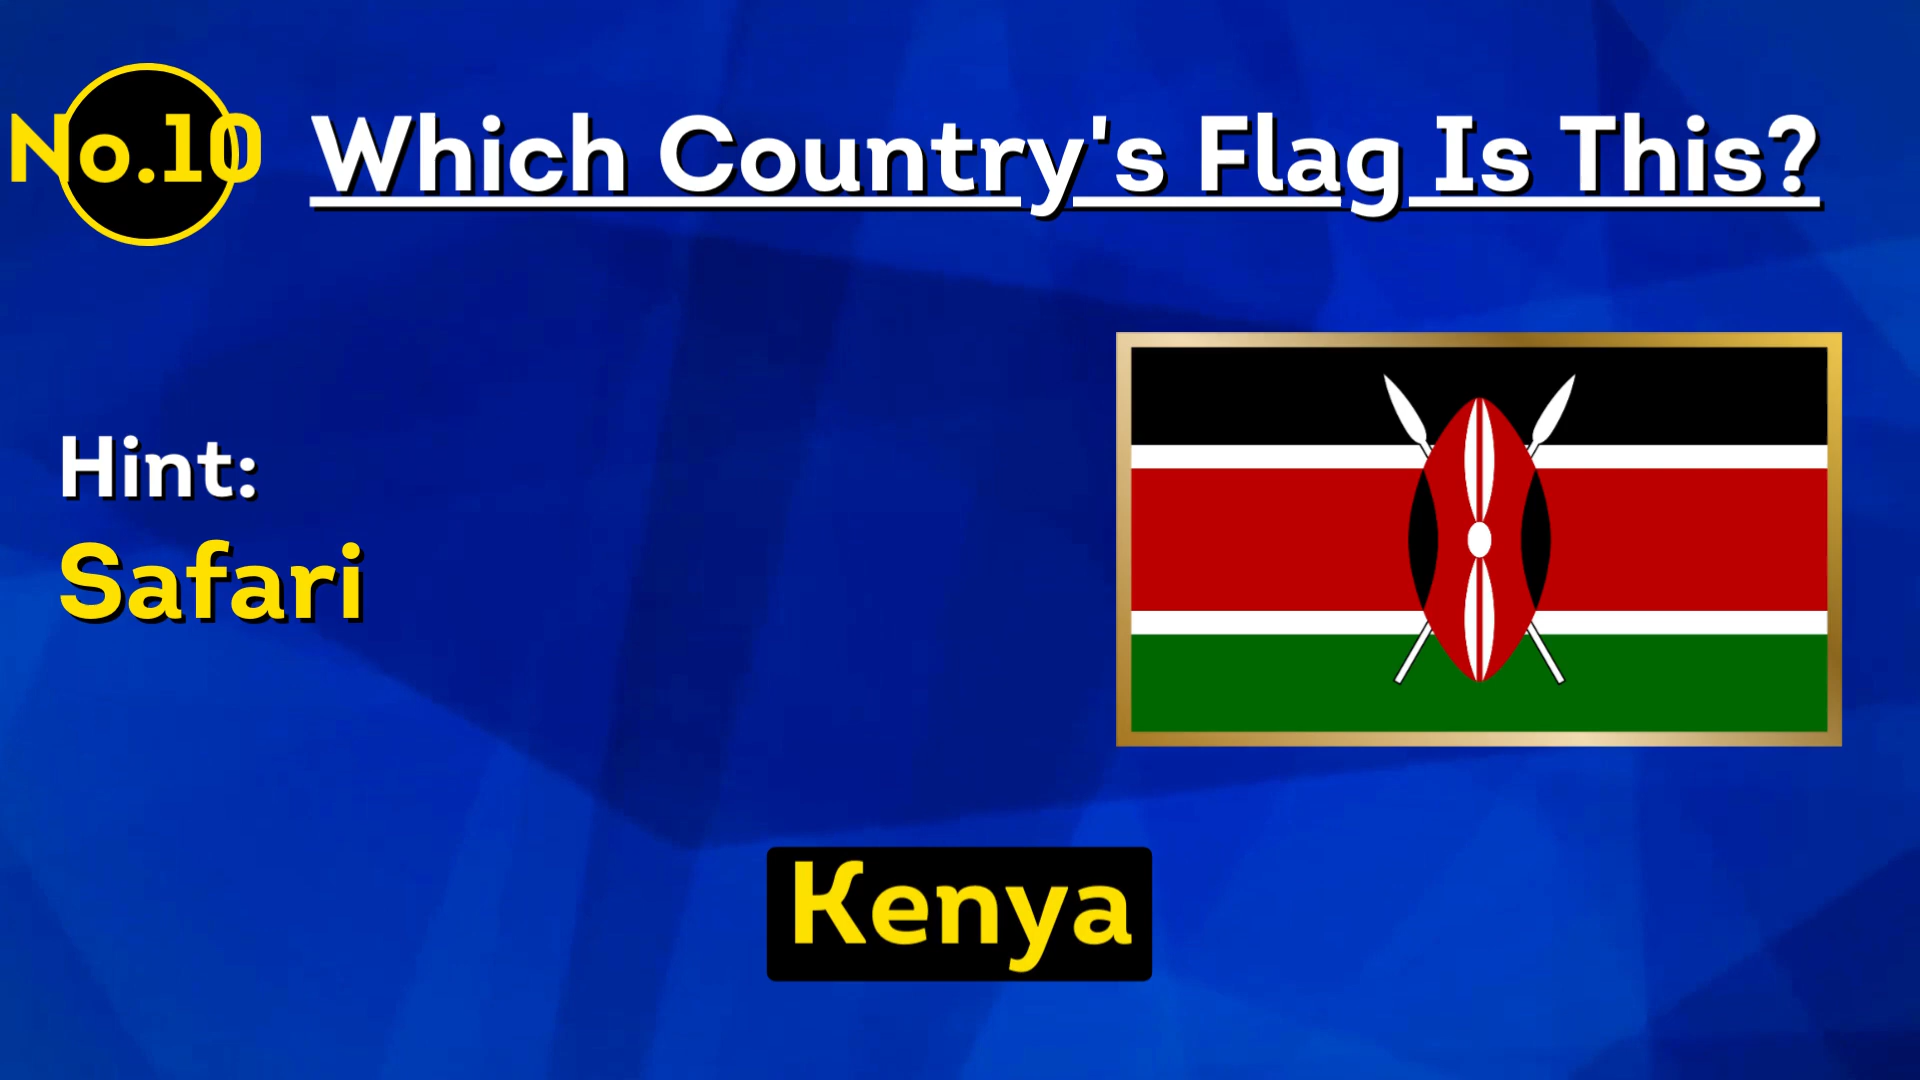 No.10
Which Country's Flag Is This?
Hint:
Safari
Kenya